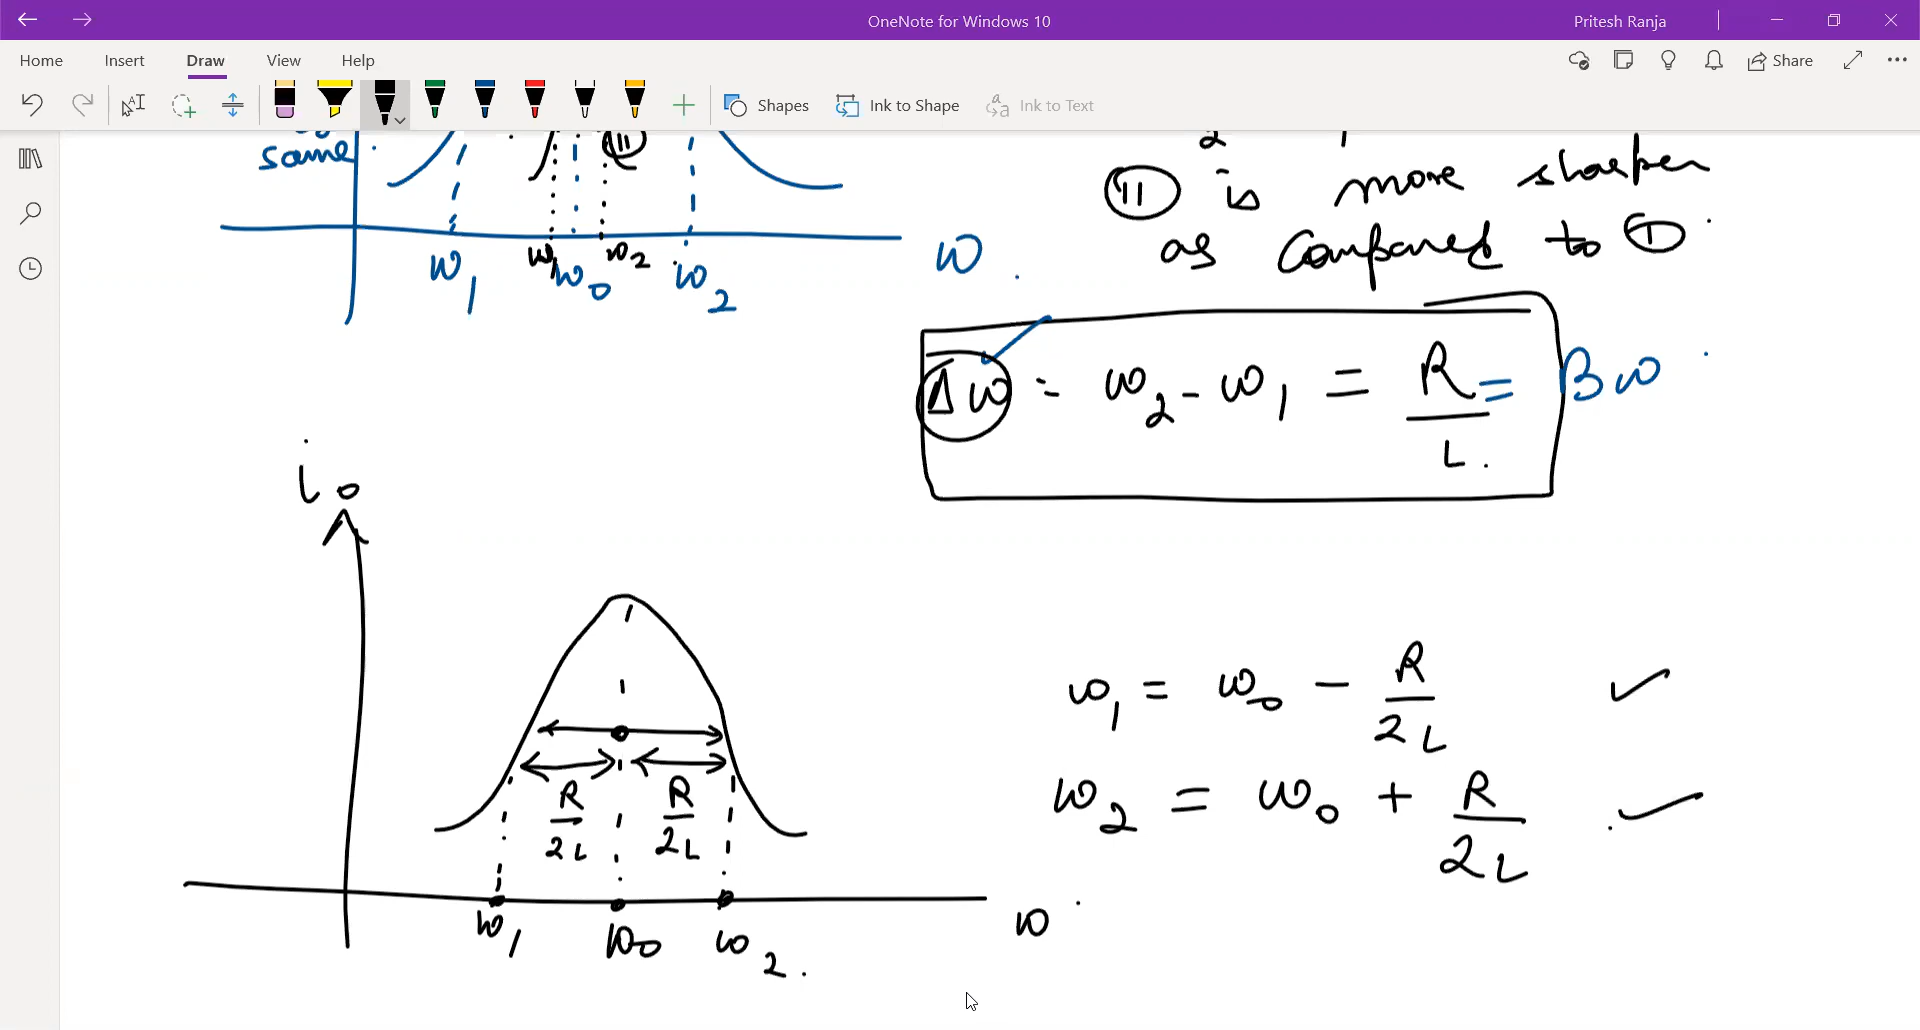 OneNote for Windows 10
Pritesh Ranja
Home Insert Draw View Help
Share
Shapes Ink to Shape Ink to Text
same
II
2
II is more sharper
as compared to I
ω₁ ω₁ ω₀ ω₂ ω₂ ω
Δω = ω₂ - ω₁ = R/L = Bω
i₀
ω₁ = ω₀ - R/2L
R/2L R/2L
ω₂ = ω₀ + R/2L
ω₁ ω₀ ω₂ ω